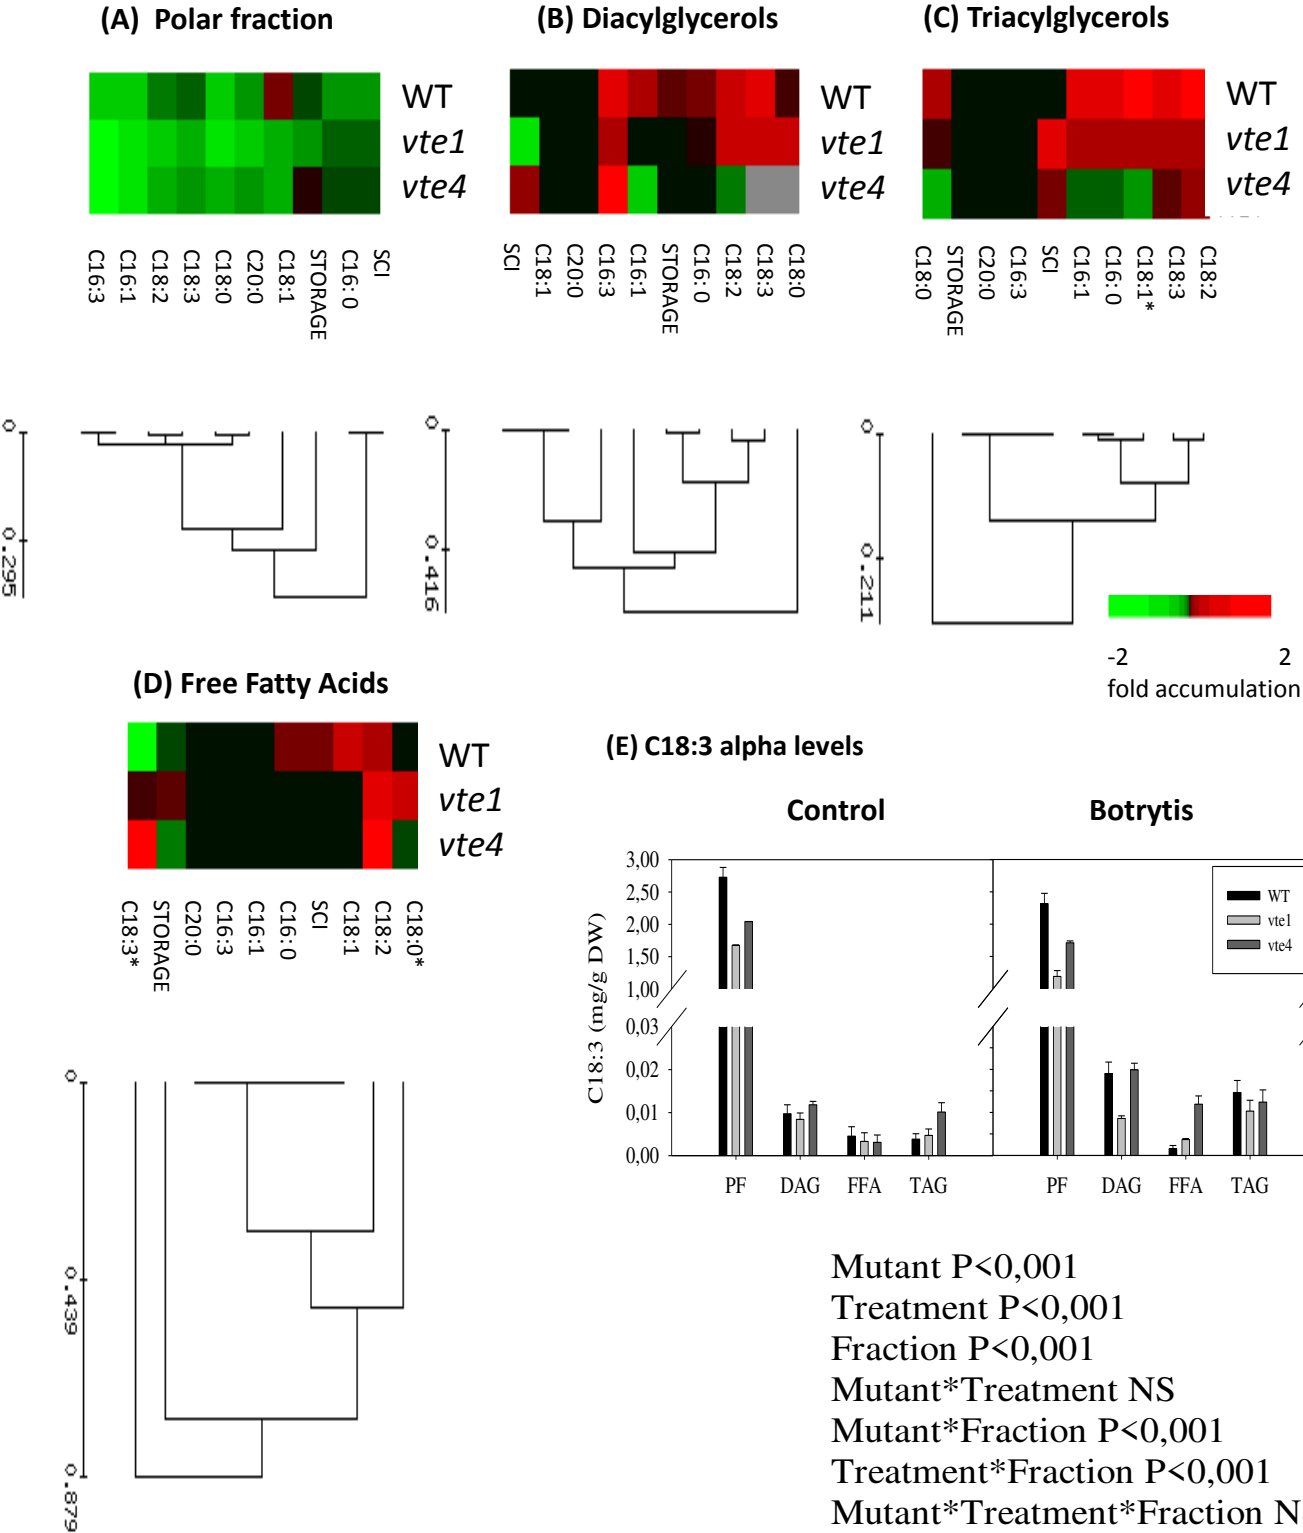 (A) Polar fraction
(B) Diacylglycerols
(C) Triacylglycerols
WT
vte1
vte4
WT
vte1
vte4
WT
vte1
vte4
C16:3
C16:1
C18:2
C18:3
C18:0
C20:0
C18:1
STORAGE
C16: 0
SCI
SCI
C18:1
C20:0
C16:3
C16:1
STORAGE
C16: 0
C18:2
C18:3
C18:0
C18:0
STORAGE
C20:0
C16:3
SCI
C16:1
C16: 0
C18:1*
C18:3
C18:2
0
0.295
0
0.416
0
0.211
-2 2
fold accumulation
(D) Free Fatty Acids
WT
vte1
vte4
C18:3*
STORAGE
C20:0
C16:3
C16:1
C16: 0
SCI
C18:1
C18:2
C18:0*
0
0.439
0.879
(E) C18:3 alpha levels
Control Botrytis
C18:3 (mg/g DW)
3,00
2,50
2,00
1,50
1,00
0,03
0,02
0,01
0,00
WT
vte1
vte4
PF DAG FFA TAG PF DAG FFA TAG
Mutant P<0,001
Treatment P<0,001
Fraction P<0,001
Mutant*Treatment NS
Mutant*Fraction P<0,001
Treatment*Fraction P<0,001
Mutant*Treatment*Fraction N